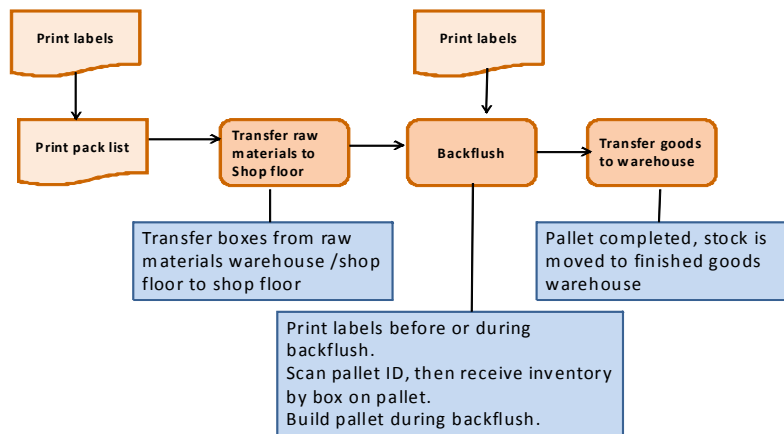 Print labels
Print labels
Print pack list
Transfer raw
materials to
Shop floor
Backflush
Transfer goods
to warehouse
Transfer boxes from raw
materials warehouse /shop
floor to shop floor
Pallet completed, stock is
moved to finished goods
warehouse
Print labels before or during
backflush.
Scan pallet ID, then receive inventory
by box on pallet.
Build pallet during backflush.